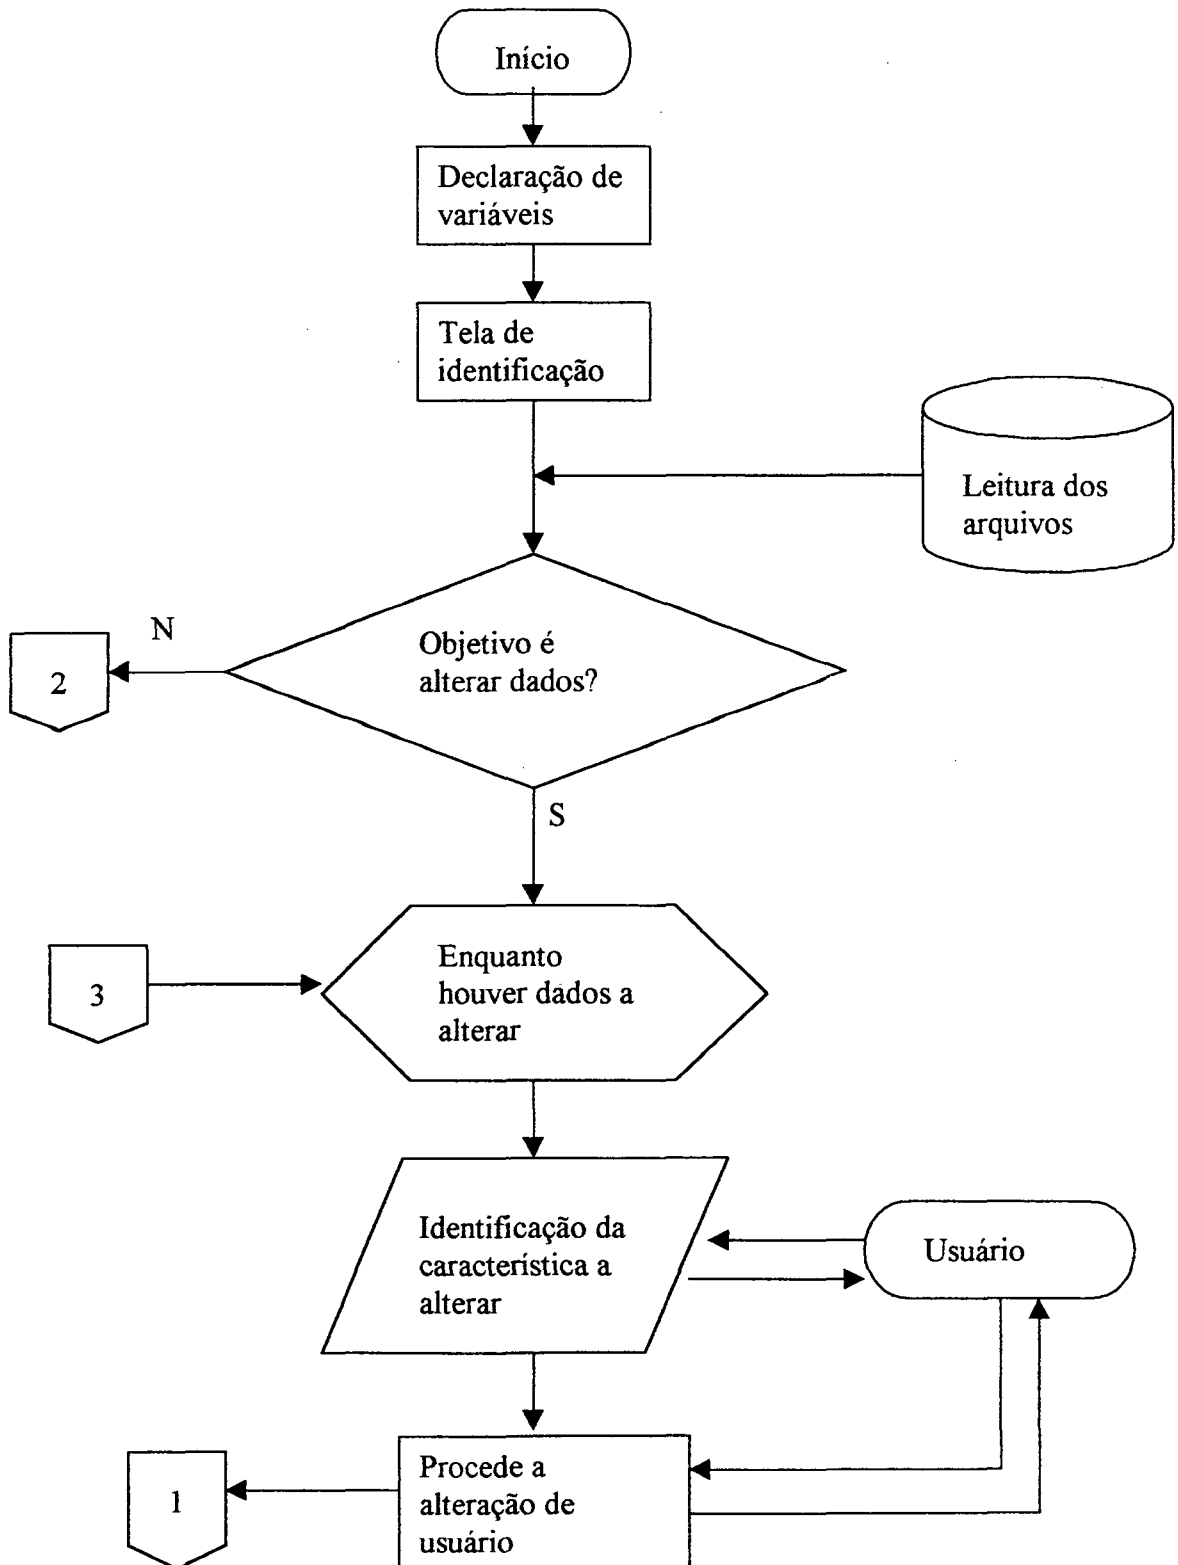 Início
Declaração de
variáveis
Tela de
identificação
Leitura dos
arquivos
N
Objetivo é
alterar dados?
2
S
Enquanto
houver dados a
alterar
3
Identificação da
característica a
alterar
Usuário
Procede a
alteração de
usuário
1